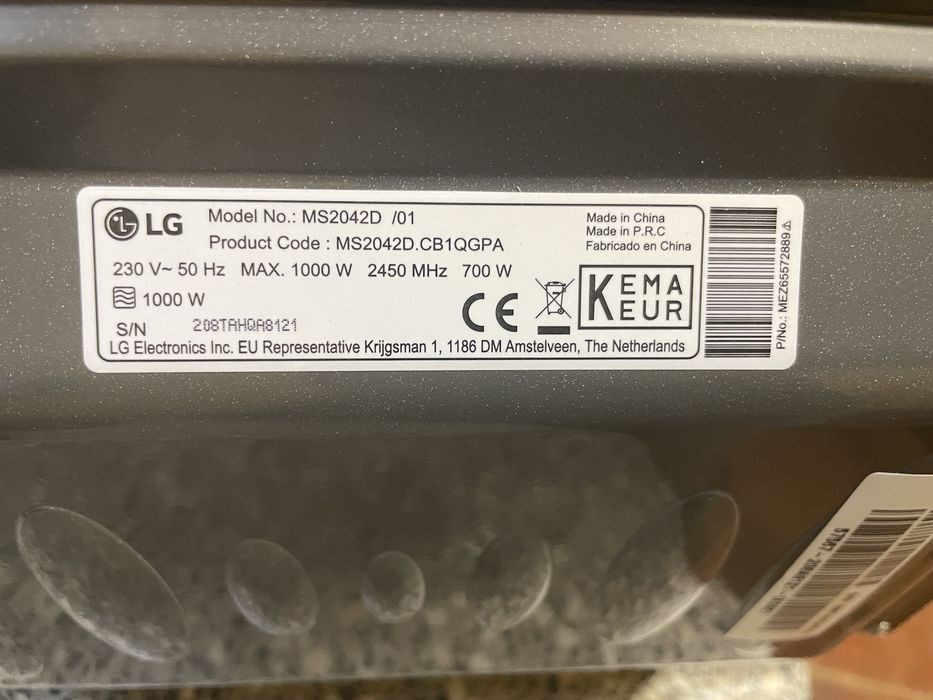 LG
Model No.: MS2042D /01
Product Code : MS2042D.CB1QGPA
230 V~ 50 Hz MAX. 1000 W 2450 MHz 700 W
1000 W
S/N 208TAHQA8121
LG Electronics Inc. EU Representative Krijgsman 1, 1186 DM Amstelveen, The Netherlands
Made in China
Made in P.R.C
Fabricado en China
CE
KEMA
KEUR
P/No.: MEZ65572889